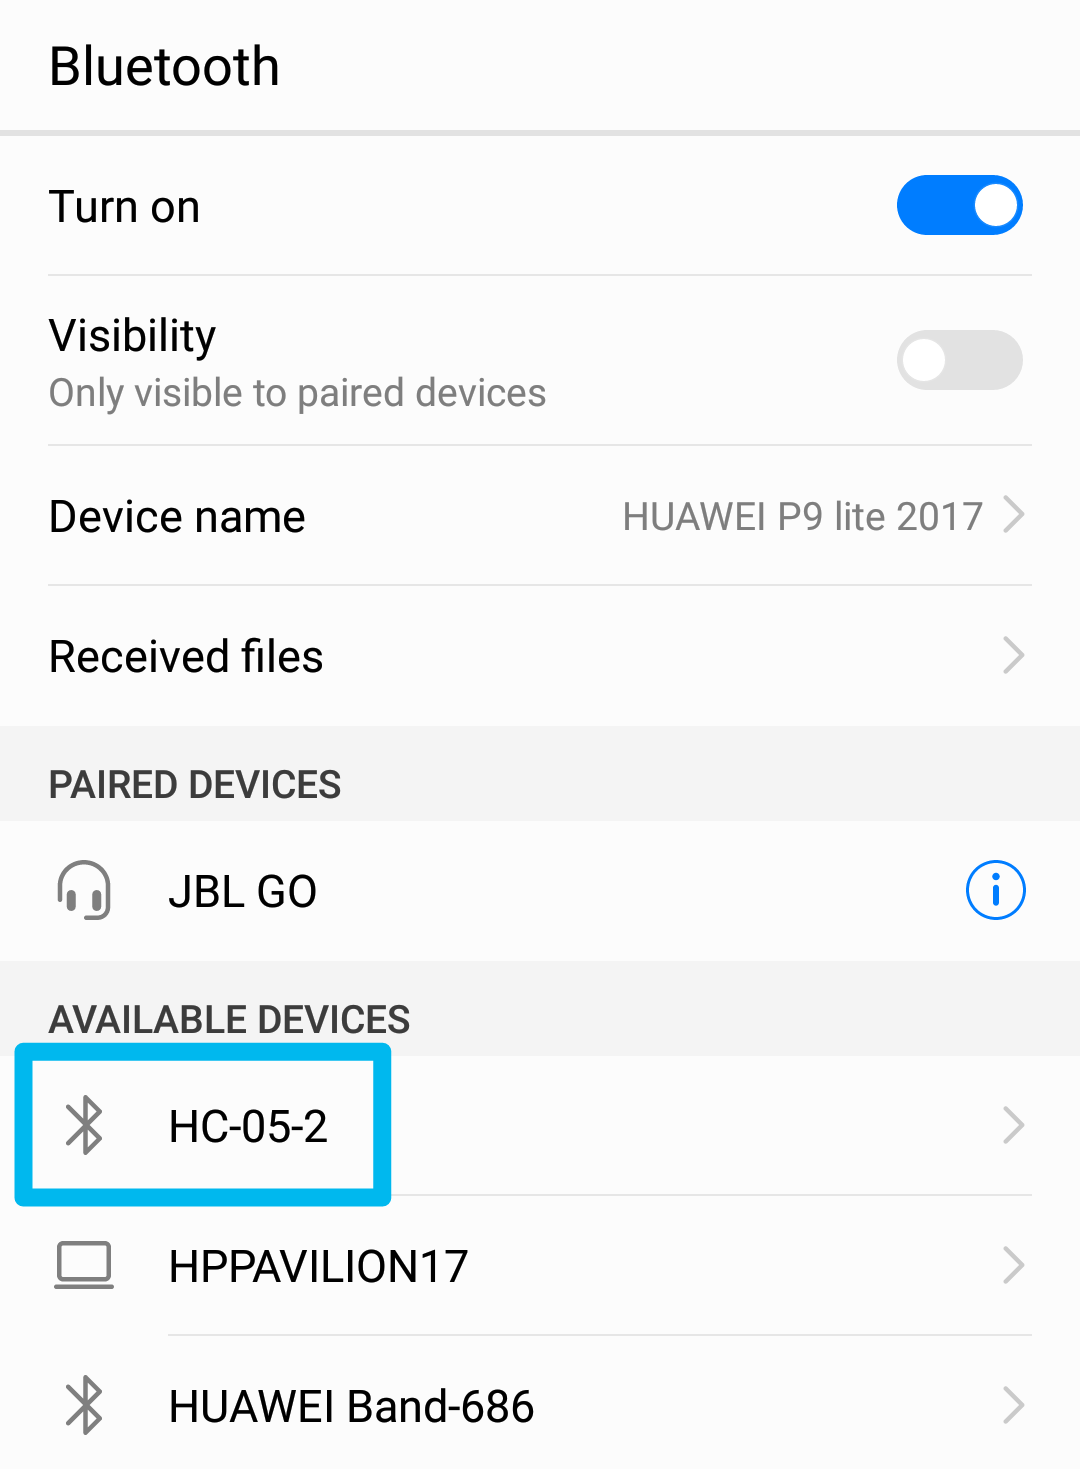 Bluetooth
Turn on
Visibility
Only visible to paired devices
Device name HUAWEI P9 lite 2017
Received files
PAIRED DEVICES
JBL GO
AVAILABLE DEVICES
HC-05-2
HPPAVILION17
HUAWEI Band-686